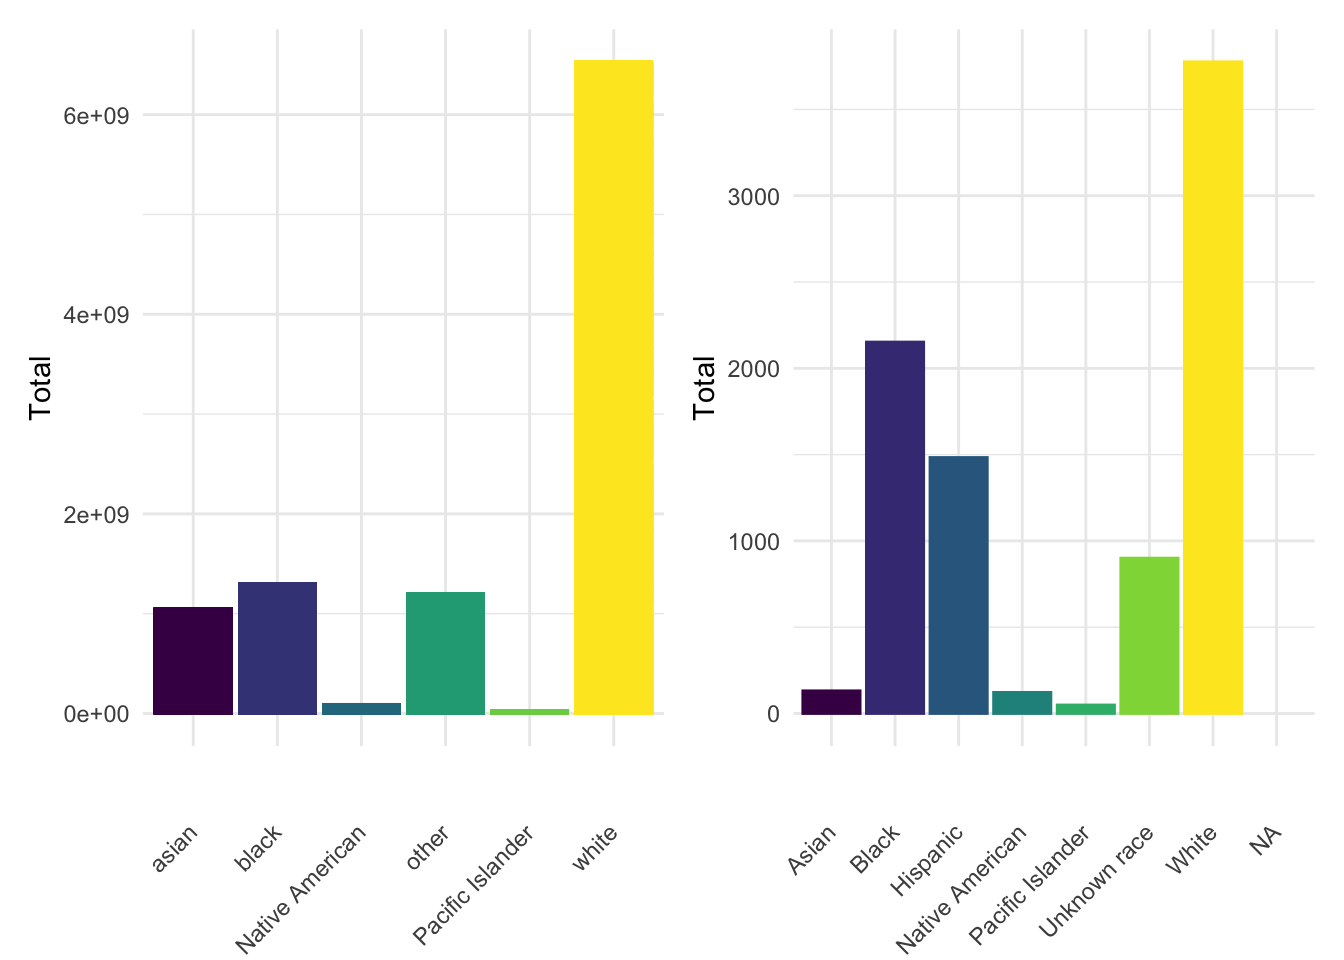 Total
6e+09
4e+09
2e+09
0e+00
asian
black
Native American
other
Pacific Islander
white
Total
3000
2000
1000
0
Asian
Black
Hispanic
Native American
Pacific Islander
Unknown race
White
NA